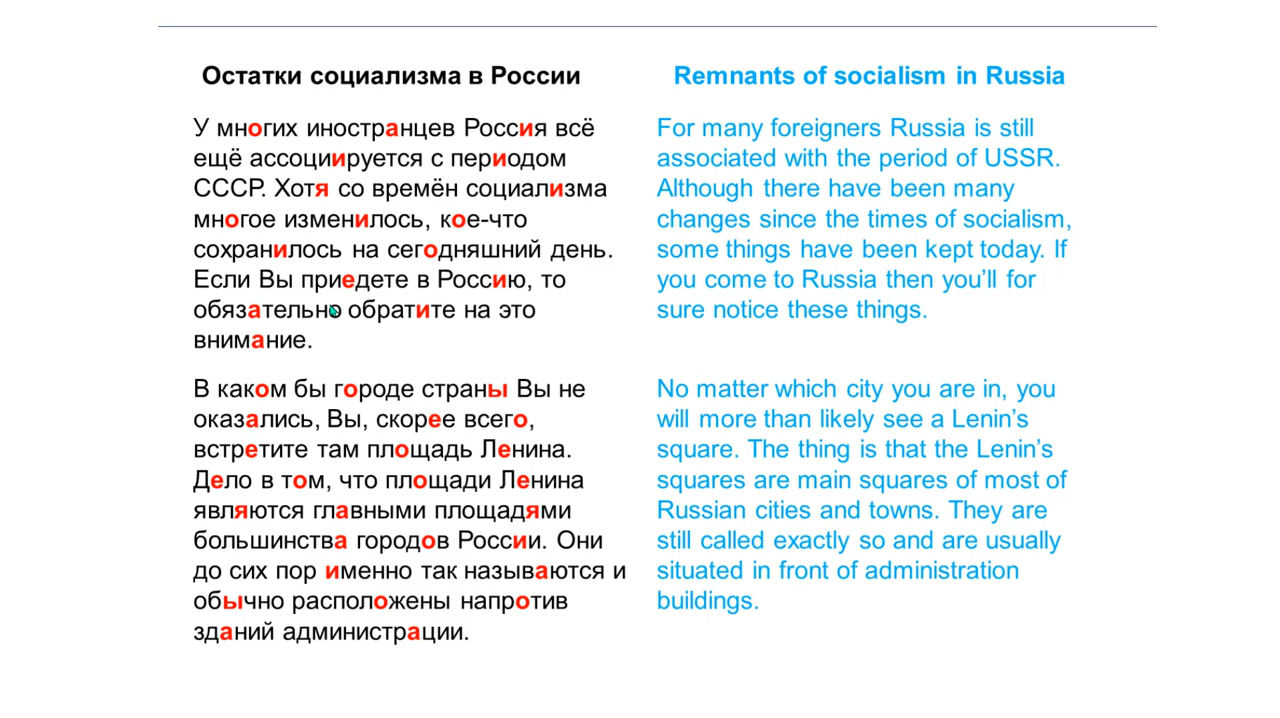 Остатки социализма в России
У многих иностранцев Россия всё
ещё ассоциируется с периодом
СССР. Хотя со времён социализма
многое изменилось, кое-что
сохранилось на сегодняшний день.
Если Вы приедете в Россию, то
обязательно обратите на это
внимание.
В каком бы городе страны Вы не
оказались, Вы, скорее всего,
встретите там площадь Ленина.
Дело в том, что площади Ленина
являются главными площадями
большинства городов России. Они
до сих пор именно так называются и
обычно расположены напротив
зданий администрации.
Remnants of socialism in Russia
For many foreigners Russia is still
associated with the period of USSR.
Although there have been many
changes since the times of socialism,
some things have been kept today. If
you come to Russia then you’ll for
sure notice these things.
No matter which city you are in, you
will more than likely see a Lenin’s
square. The thing is that the Lenin’s
squares are main squares of most of
Russian cities and towns. They are
still called exactly so and are usually
situated in front of administration
buildings.